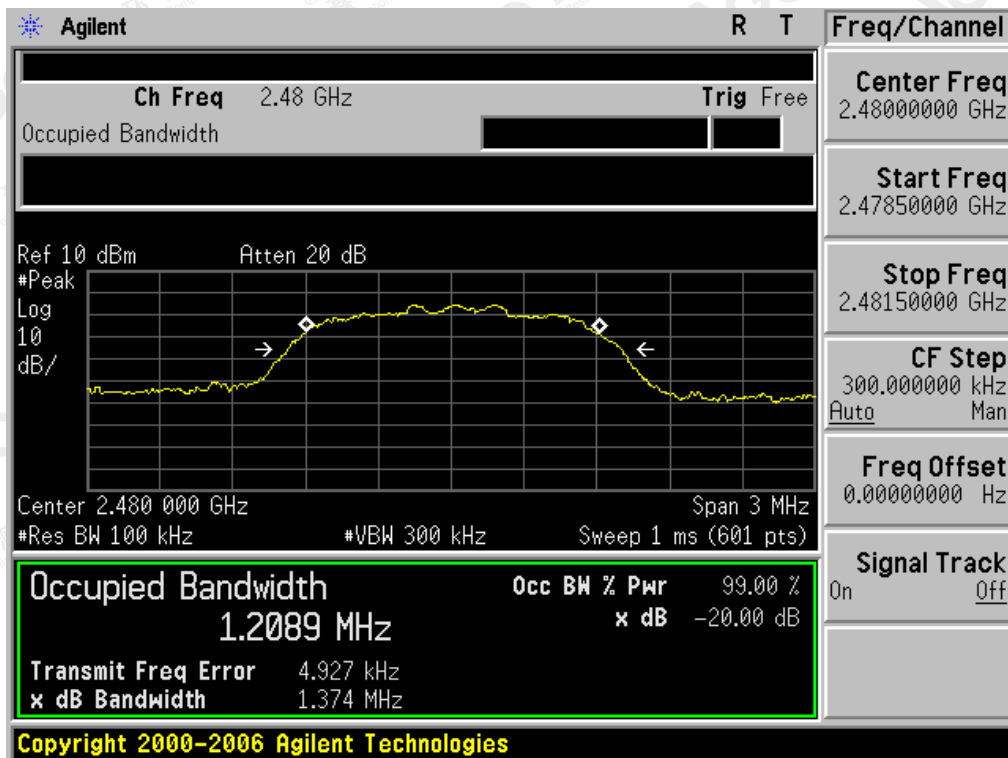 Agilent R T
Freq/Channel
Ch Freq 2.48 GHz Trig Free
Occupied Bandwidth
Center Freq
2.48000000 GHz
Start Freq
2.47850000 GHz
Stop Freq
2.48150000 GHz
CF Step
300.000000 kHz
Auto Man
Freq Offset
0.00000000 Hz
Signal Track
On Off
Ref 10 dBm Atten 20 dB
#Peak
Log
10
dB/
Center 2.480 000 GHz Span 3 MHz
#Res BW 100 kHz #VBW 300 kHz Sweep 1 ms (601 pts)
Occupied Bandwidth Occ BW % Pwr 99.00 %
1.2089 MHz x dB -20.00 dB
Transmit Freq Error 4.927 kHz
x dB Bandwidth 1.374 MHz
Copyright 2000-2006 Agilent Technologies